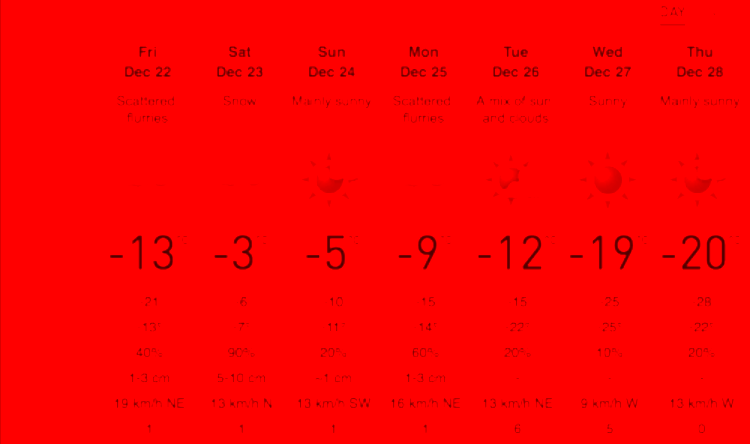 DAY
Fri Sat Sun Mon Tue Wed Thu
Dec 22 Dec 23 Dec 24 Dec 25 Dec 26 Dec 27 Dec 28
Scattered Snow Mainly sunny Scattered A mix of sun Sunny Mainly sunny
flurries flurries and clouds
-13 -3 -5 -9 -12 -19 -20
21 6 10 15 15 25 28
13 7 11 14 22 25 22
40% 90% 20% 60% 20% 10% 20%
1-3 cm 5-10 cm ~1 cm 1-3 cm - - -
19 km/h NE 13 km/h N 13 km/h SW 16 km/h NE 13 km/h NE 9 km/h W 13 km/h W
1 1 1 1 6 5 0